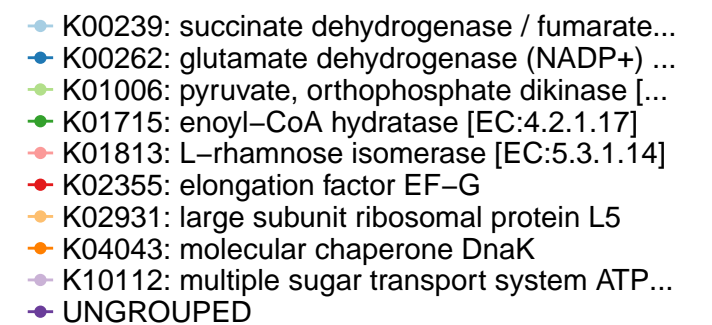 K00239: succinate dehydrogenase / fumarate...
K00262: glutamate dehydrogenase (NADP+) ...
K01006: pyruvate, orthophosphate dikinase [...
K01715: enoyl−CoA hydratase [EC:4.2.1.17]
K01813: L−rhamnose isomerase [EC:5.3.1.14]
K02355: elongation factor EF−G
K02931: large subunit ribosomal protein L5
K04043: molecular chaperone DnaK
K10112: multiple sugar transport system ATP...
UNGROUPED